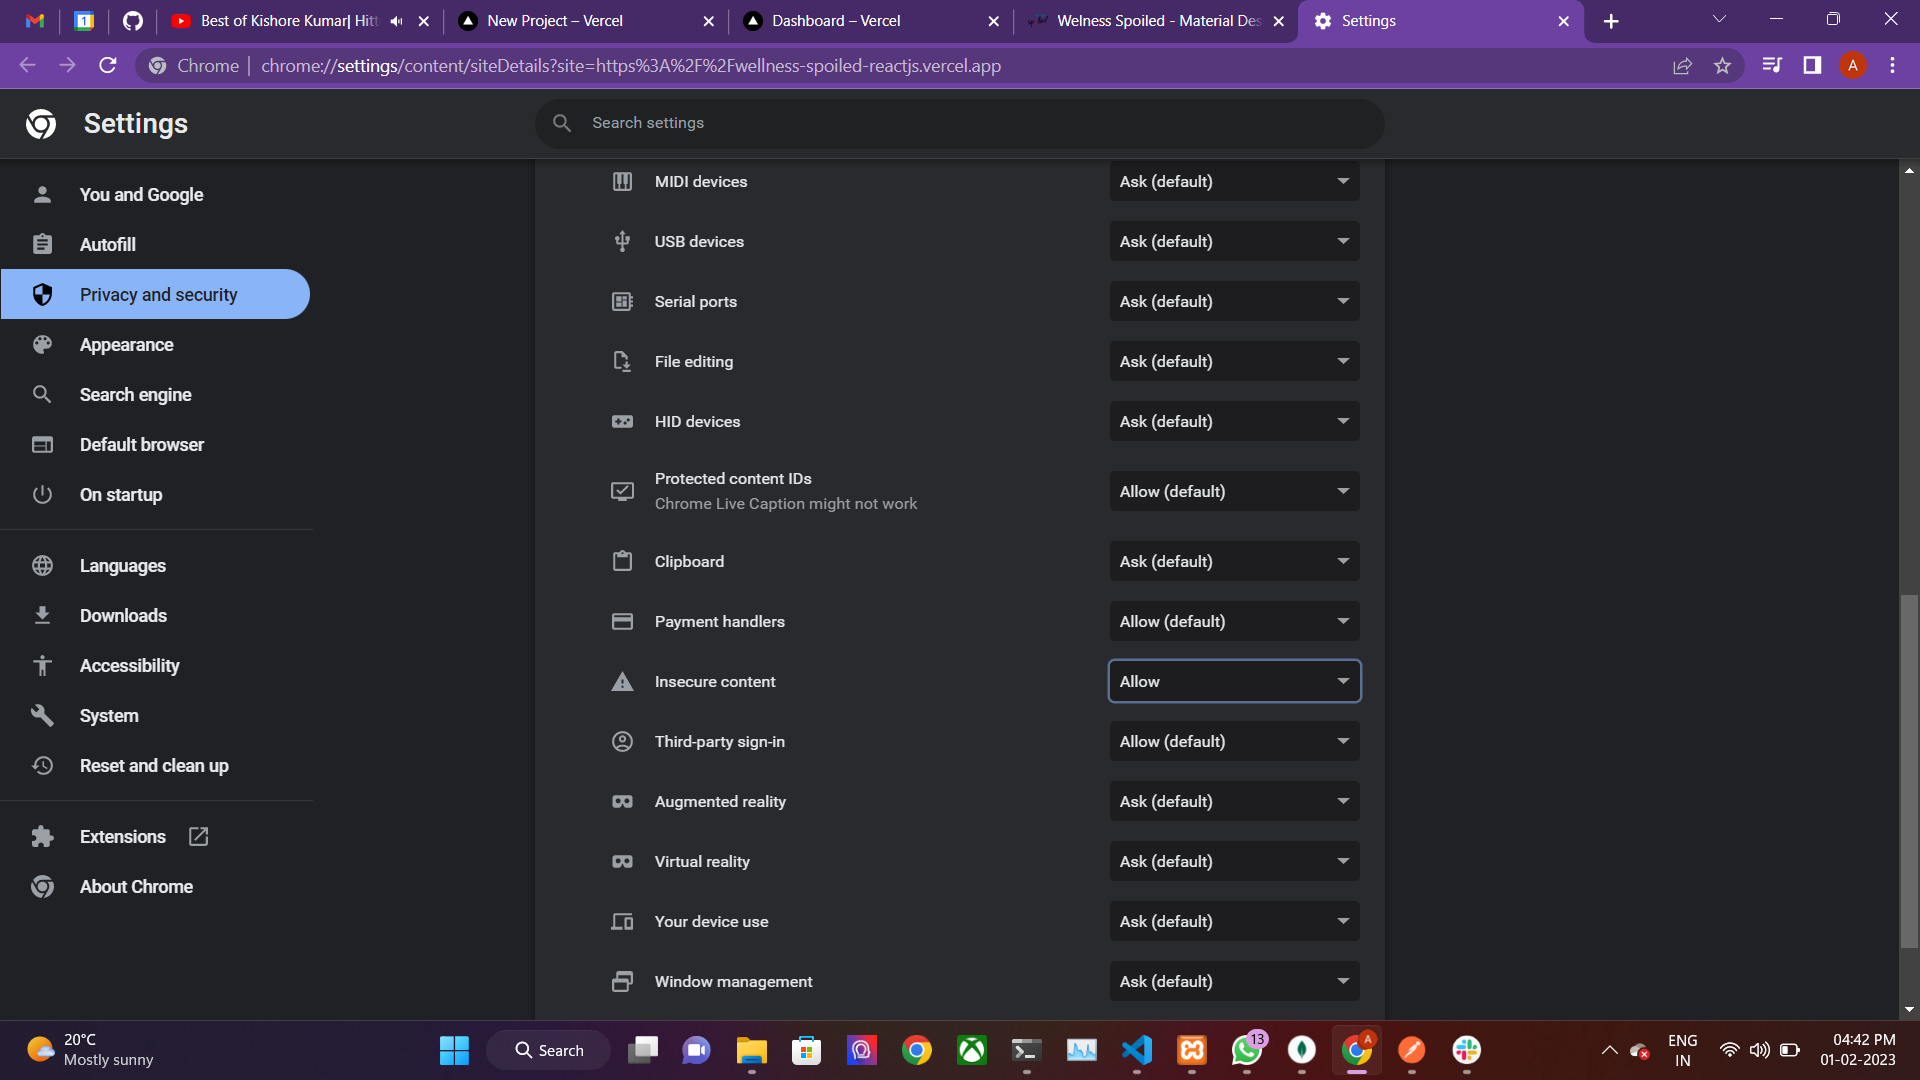 Best of Kishore Kumar| Hitt
New Project – Vercel
Dashboard – Vercel
Welness Spoiled - Material Des
Settings
Chrome | chrome://settings/content/siteDetails?site=https%3A%2F%2Fwellness-spoiled-reactjs.vercel.app
A
Settings
Search settings
You and Google
Autofill
Privacy and security
Appearance
Search engine
Default browser
On startup
Languages
Downloads
Accessibility
System
Reset and clean up
Extensions
About Chrome
MIDI devices
Ask (default)
USB devices
Ask (default)
Serial ports
Ask (default)
File editing
Ask (default)
HID devices
Ask (default)
Protected content IDs
Chrome Live Caption might not work
Allow (default)
Clipboard
Ask (default)
Payment handlers
Allow (default)
Insecure content
Allow
Third-party sign-in
Allow (default)
Augmented reality
Ask (default)
Virtual reality
Ask (default)
Your device use
Ask (default)
Window management
Ask (default)
20°C
Mostly sunny
Search
13
A
ENG
IN
04:42 PM
01-02-2023